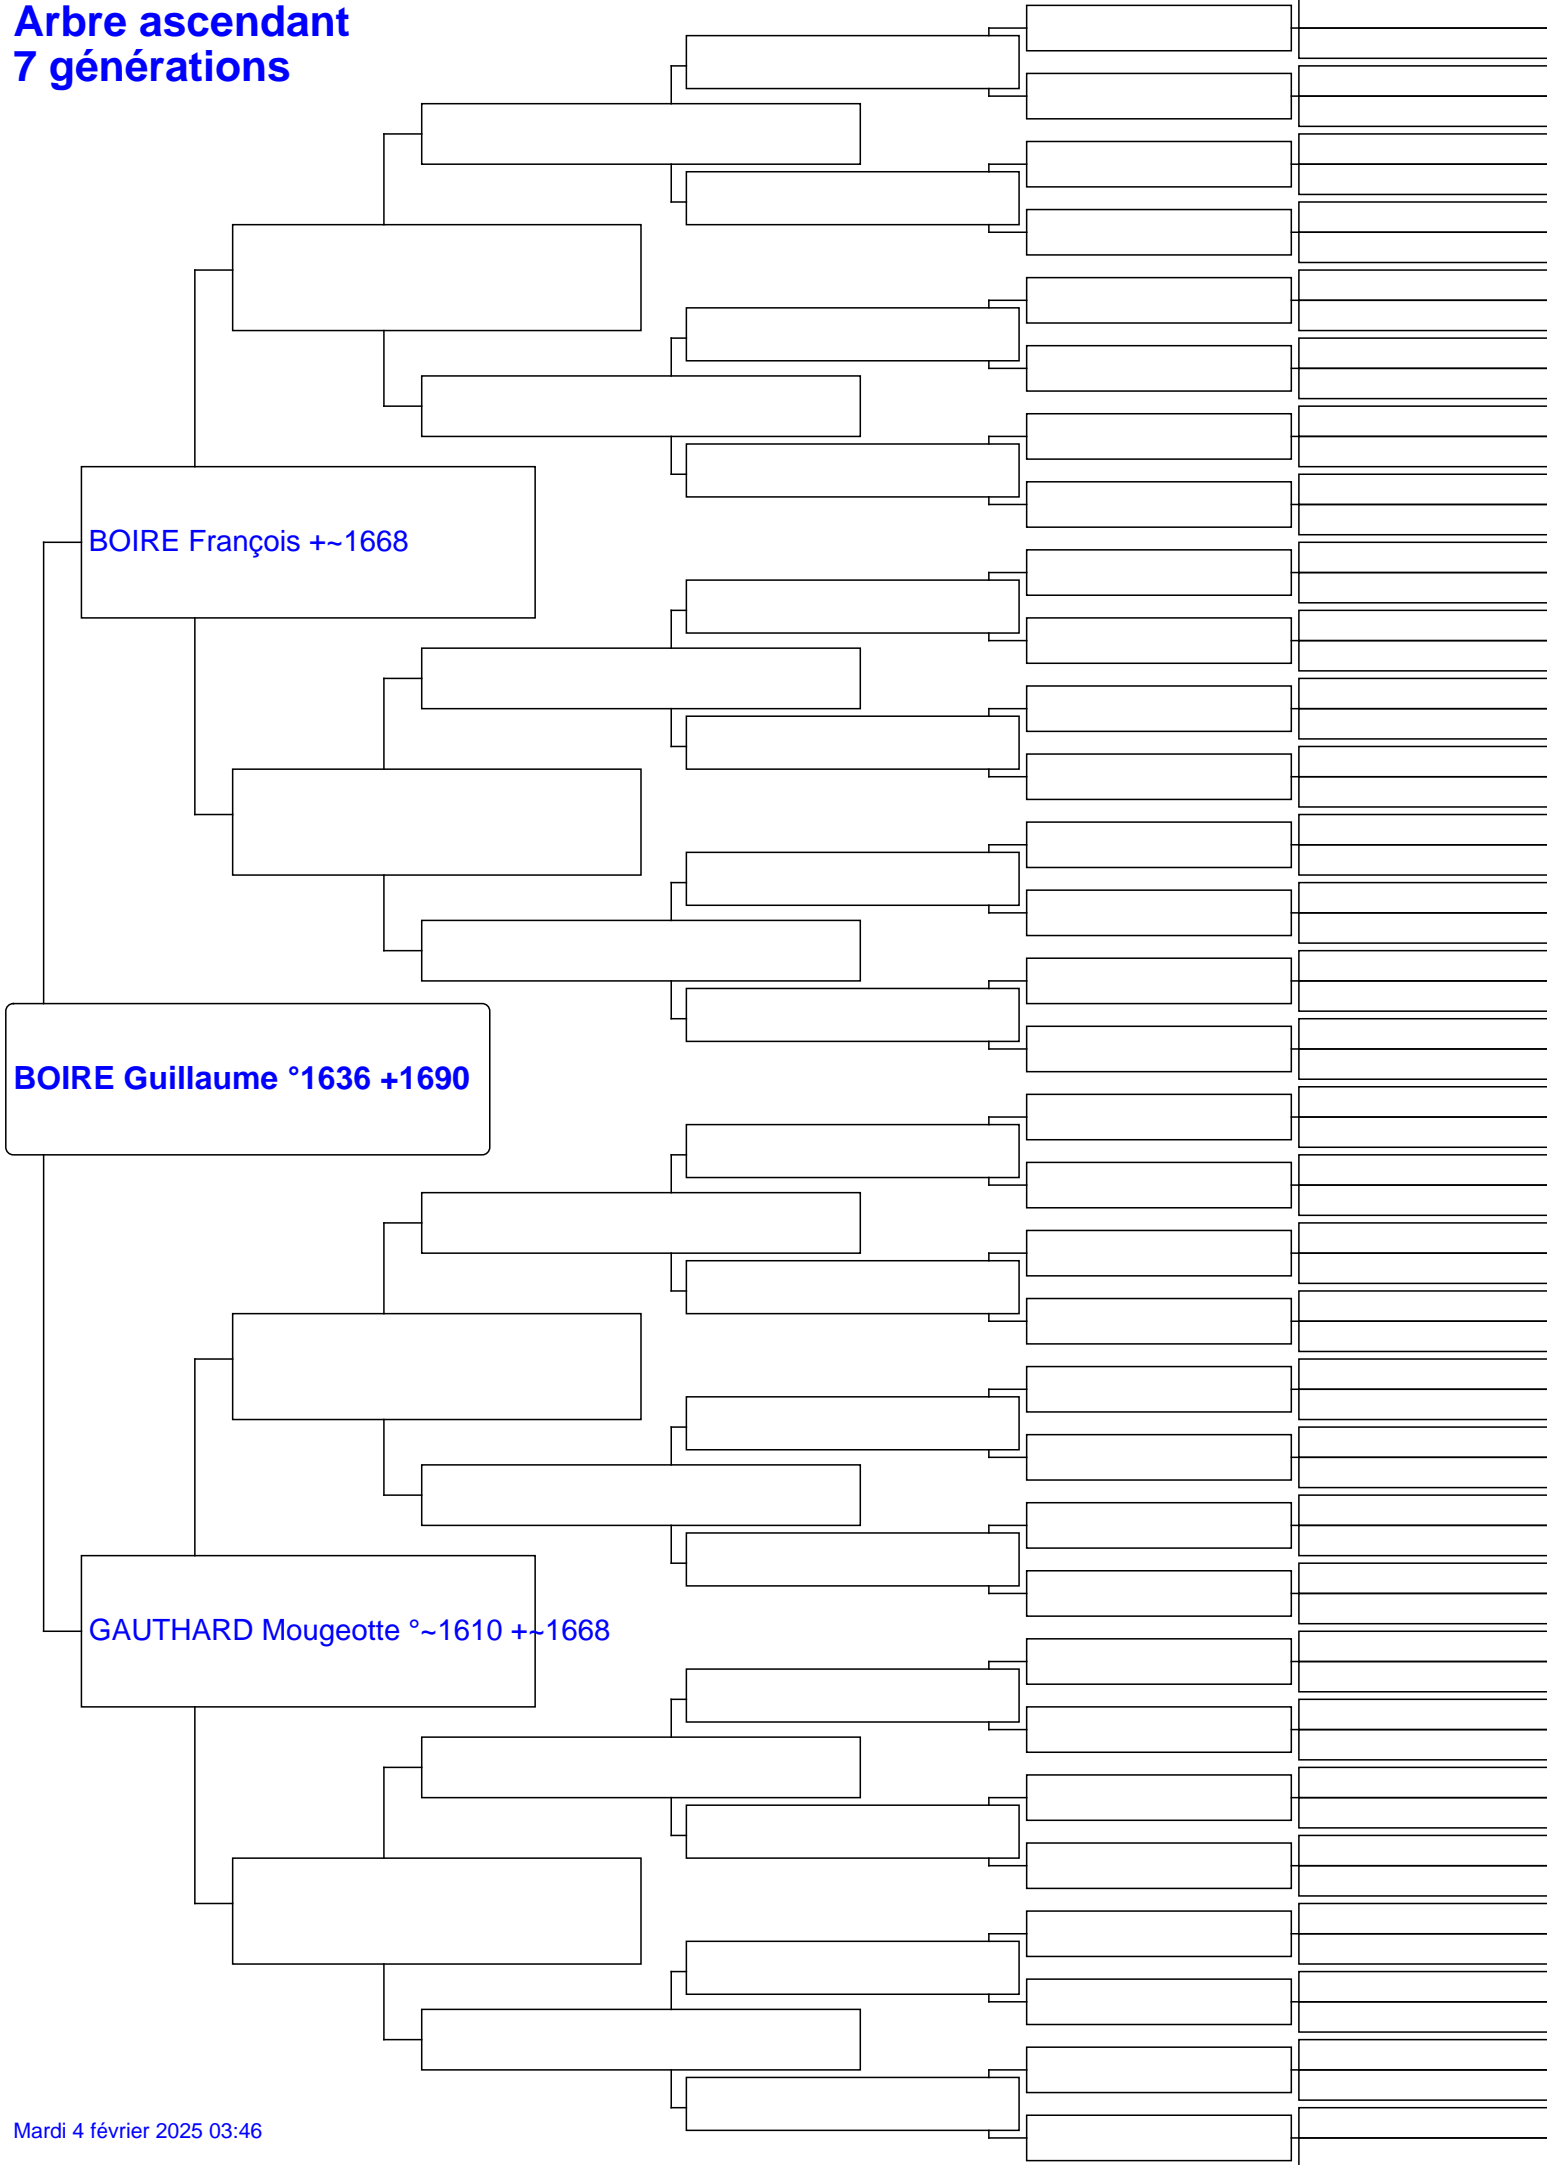 Arbre ascendant
7 générations
BOIRE François +~1668
BOIRE Guillaume °1636 +1690
GAUTHARD Mougeotte °~1610 +~1668
Mardi 4 février 2025 03:46